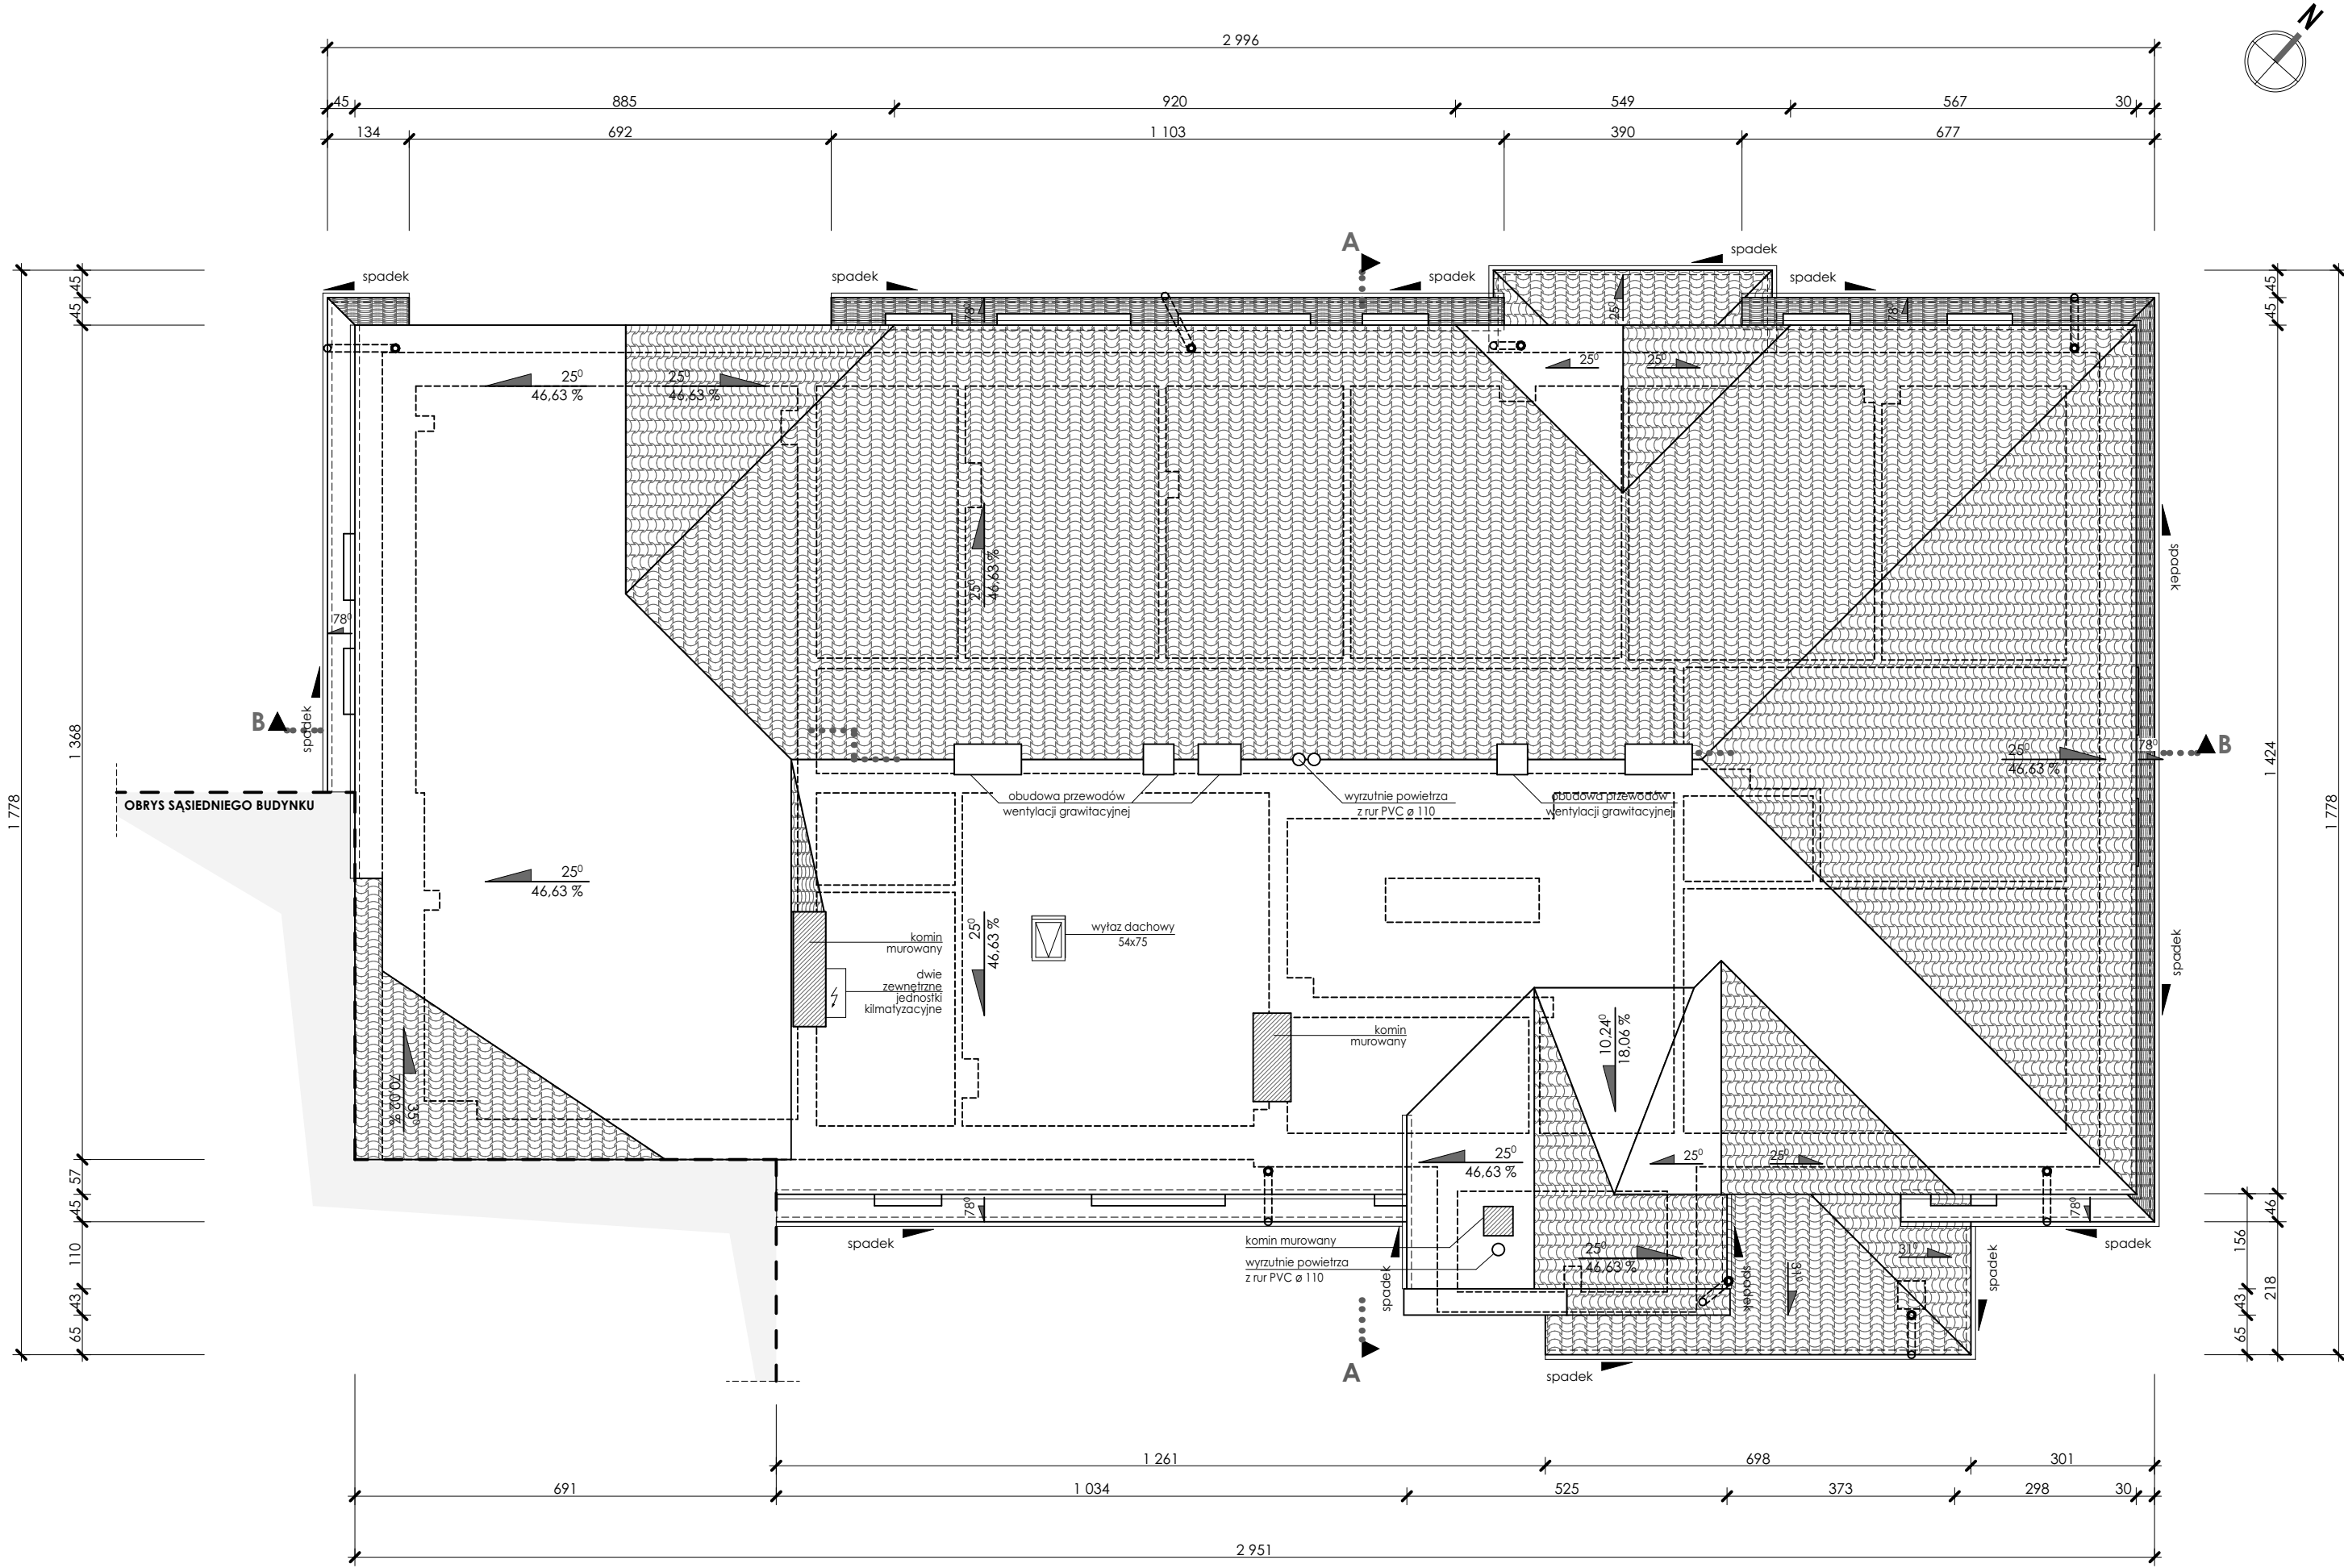 N
2 996
45
885
920
549
567
30
134
692
1 103
390
677
A
spadek
spadek
spadek
spadek
spadek
45
45
1 368
57
45
110
43
65
1 778
45
45
1 424
46
218
156
43
65
1 778
78⁰
78⁰
25⁰
25⁰
25⁰
25⁰
46,63 %
25⁰
46,63 %
25⁰
46,63 %
78⁰
spadek
B
spadek
25⁰
46,63 %
78⁰
B
OBRYS SĄSIEDNIEGO BUDYNKU
obudowa przewodów
wentylacji grawitacyjnej
wyrzutnie powietrza
z rur PVC ø 110
obudowa przewodów
wentylacji grawitacyjnej
25⁰
46,63 %
komin
murowany
dwie
zewnętrzne
jednostki
kilmatyzacyjne
25⁰
46,63 %
wyłaz dachowy
54x75
spadek
komin
murowany
10,24⁰
18,06 %
35⁰
70,02 %
25⁰
46,63 %
25⁰
25⁰
78⁰
78⁰
spadek
komin murowany
wyrzutnie powietrza
z rur PVC ø 110
spadek
25⁰
46,63 %
spadek
31⁰
31⁰
spadek
spadek
A
spadek
1 261
698
301
691
1 034
525
373
298
30
2 951